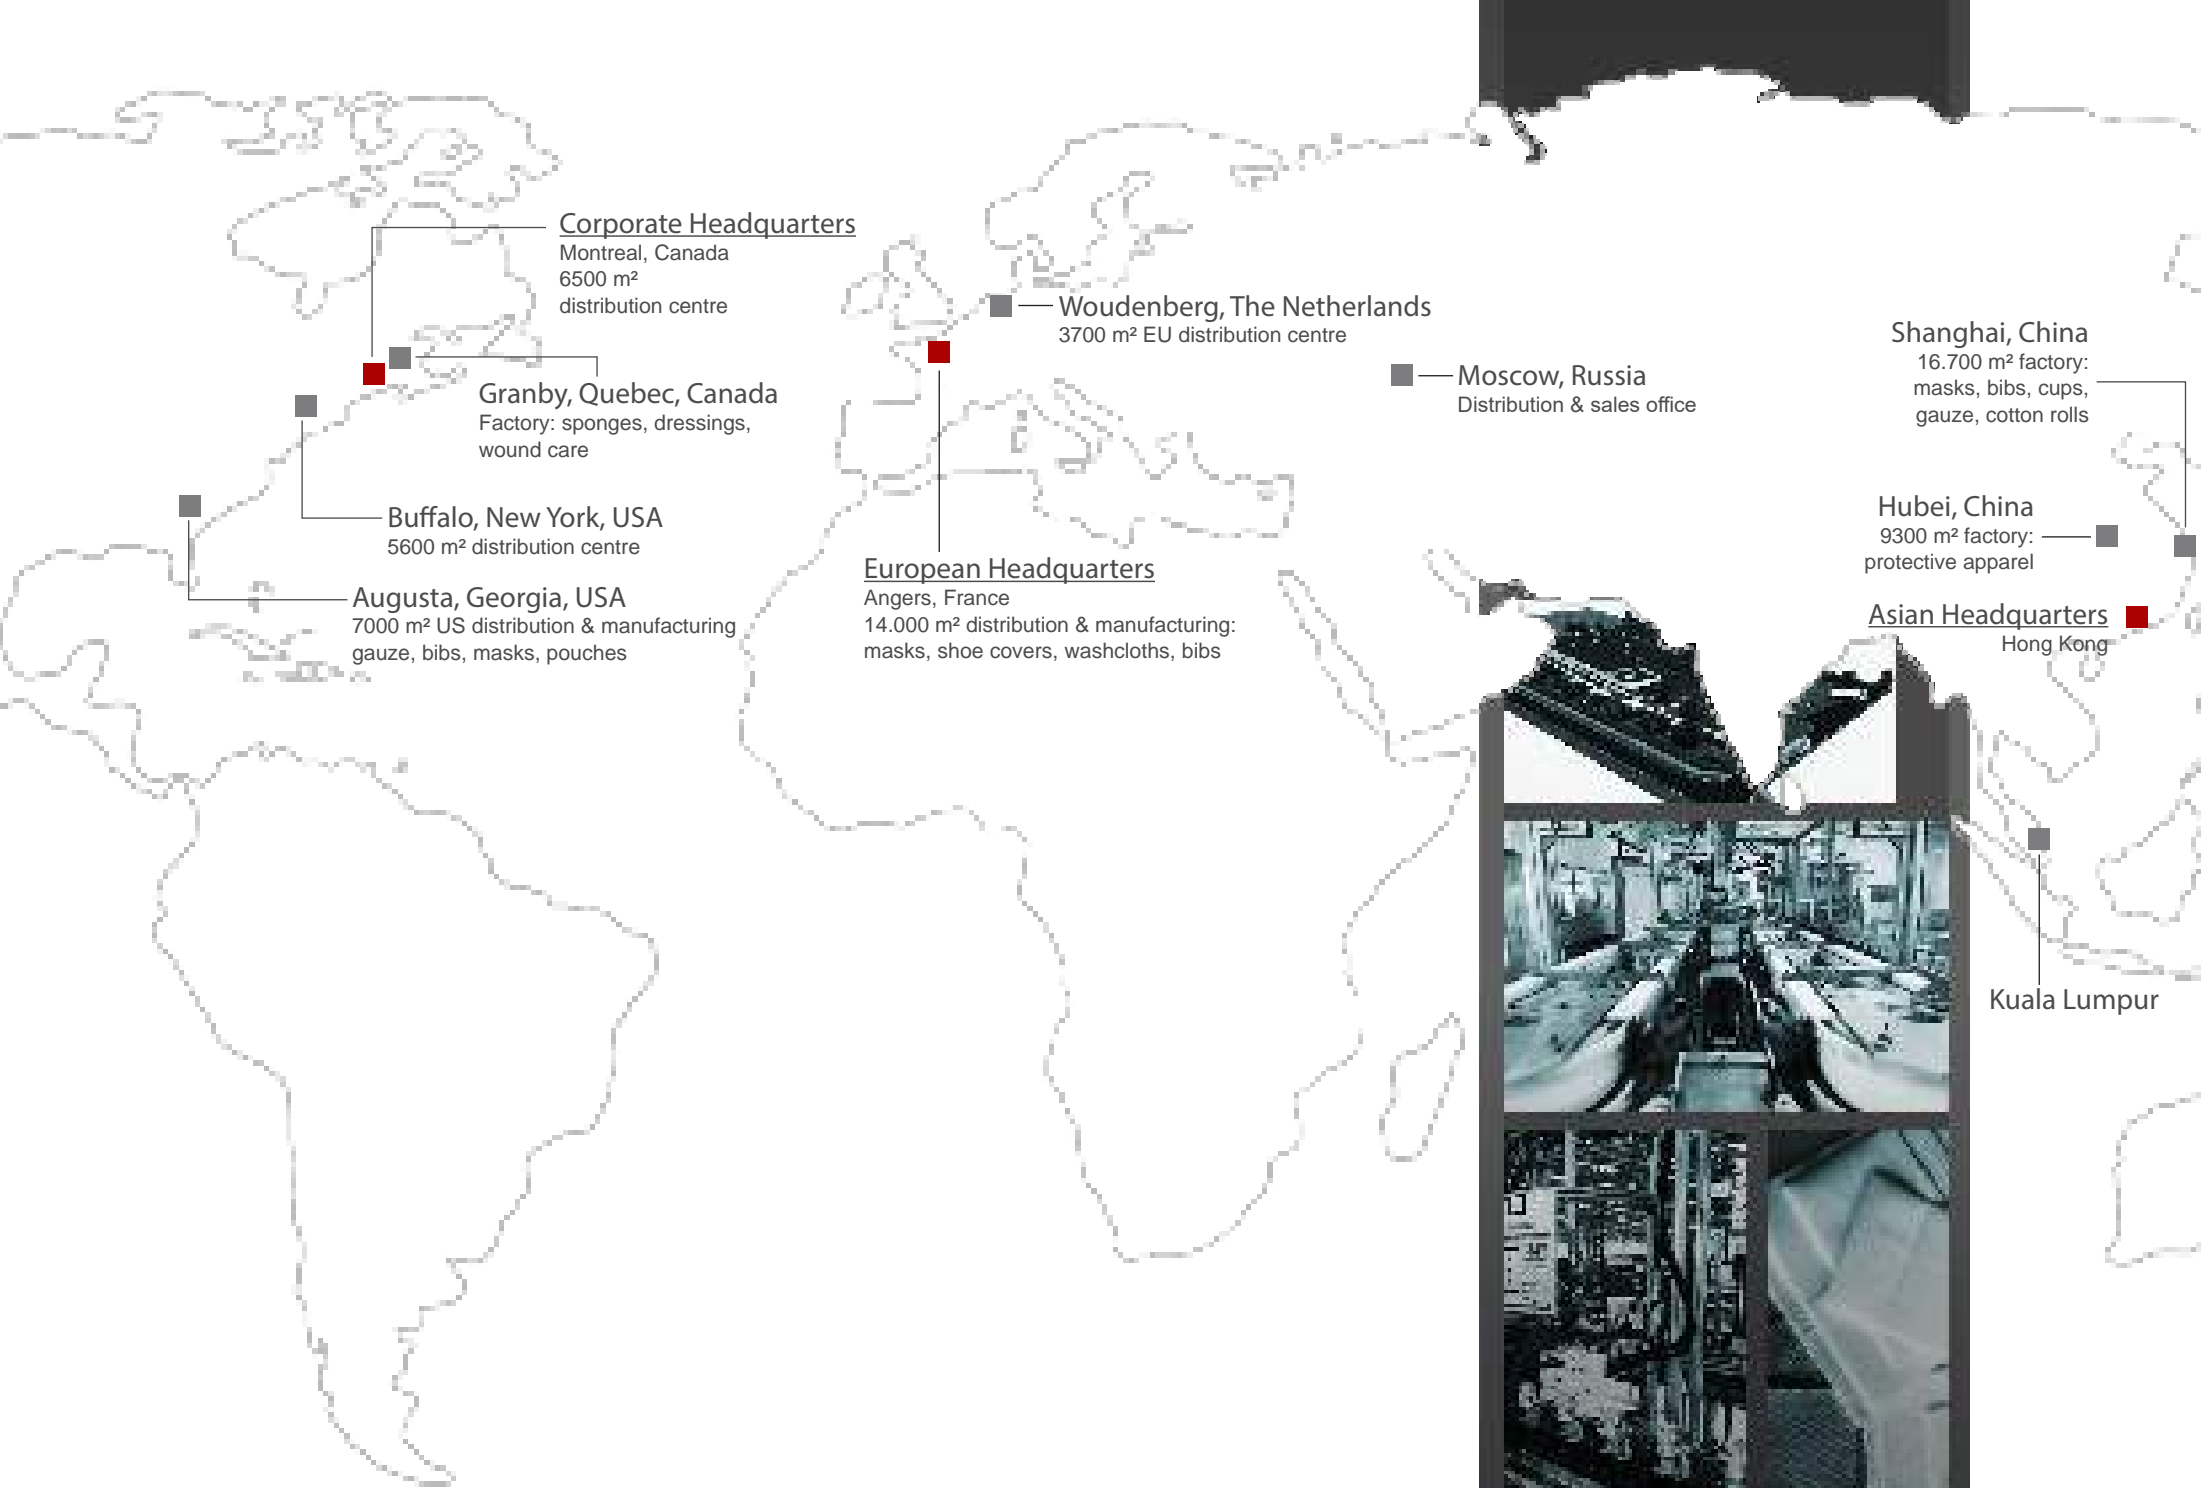 Corporate Headquarters
Montreal, Canada
6500 m²
distribution centre
Woudenberg, The Netherlands
3700 m² EU distribution centre
Shanghai, China
16.700 m² factory:
masks, bibs, cups,
gauze, cotton rolls
Moscow, Russia
Distribution & sales office
Granby, Quebec, Canada
Factory: sponges, dressings,
wound care
Hubei, China
9300 m² factory:
protective apparel
Buffalo, New York, USA
5600 m² distribution centre
European Headquarters
Angers, France
14.000 m² distribution & manufacturing:
masks, shoe covers, washcloths, bibs
Augusta, Georgia, USA
7000 m² US distribution & manufacturing
gauze, bibs, masks, pouches
Asian Headquarters
Hong Kong
Kuala Lumpur